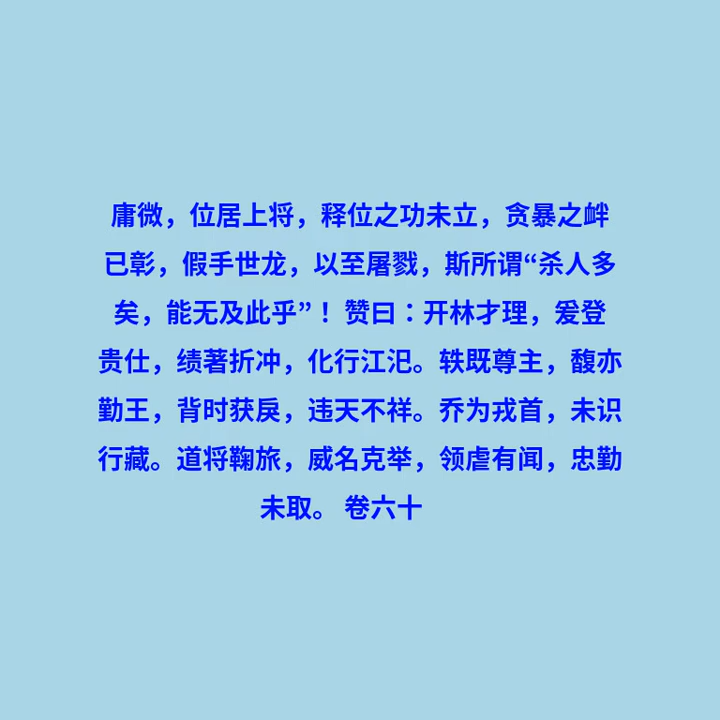 庸微，位居上将，释位之功未立，贪暴之衅
已彰，假手世龙，以至屠戮，斯所谓“杀人多
矣，能无及此乎”！赞曰：开林才理，爰登
贵仕，绩著折冲，化行江汜。轶既尊主，馥亦
勤王，背时获戾，违天不祥。乔为戎首，未识
行藏。道将鞠旅，威名克举，领虐有闻，忠勤
未取。 卷六十